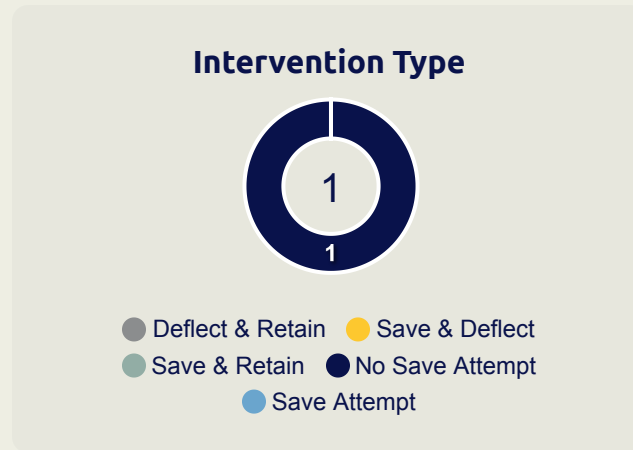 Intervention Type
1
1
Deflect & Retain Save & Deflect
Save & Retain No Save Attempt
Save Attempt